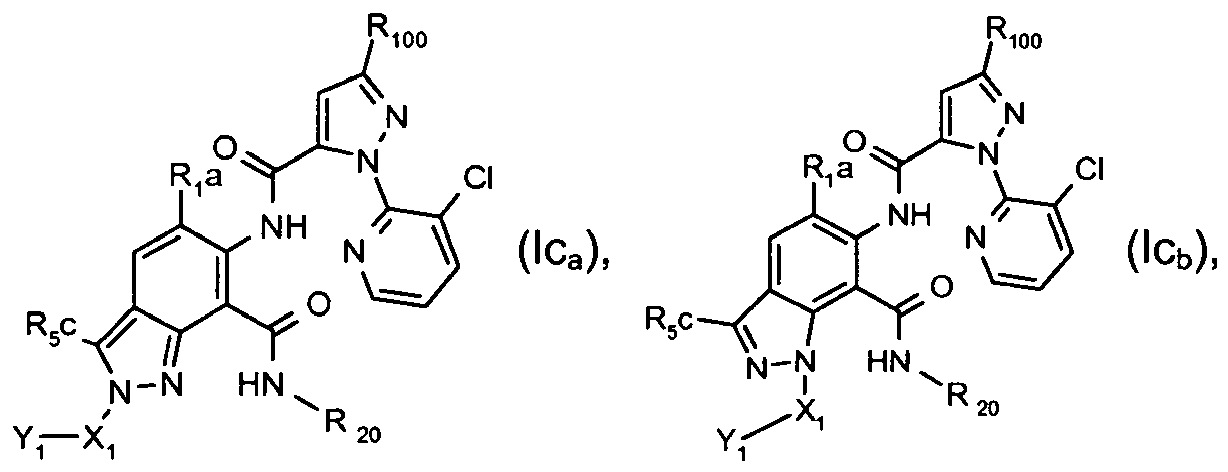 R100 R100
N N
O N O N
R1a Cl R1a Cl
NH NH
N (Ica), N (Icb),
O O
R5c R5c
N N N N
HN HN
R20 R20
Y1 X1 Y1 X1